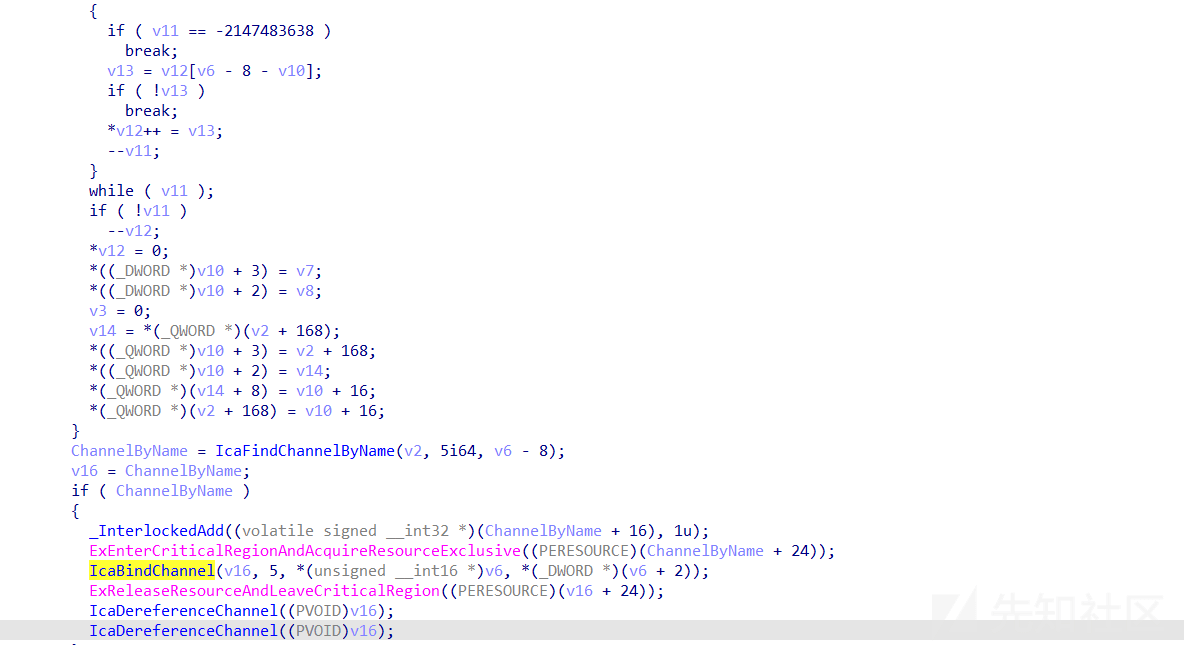 {
if ( v11 == -2147483638 )
break;
v13 = v12[v6 - 8 - v10];
if ( !v13 )
break;
*v12++ = v13;
--v11;
}
while ( v11 );
if ( !v11 )
--v12;
*v12 = 0;
*((_DWORD *)v10 + 3) = v7;
*((_DWORD *)v10 + 2) = v8;
v3 = 0;
v14 = *(_QWORD *)(v2 + 168);
*((_QWORD *)v10 + 3) = v2 + 168;
*((_QWORD *)v10 + 2) = v14;
*(_QWORD *)(v14 + 8) = v10 + 16;
*(_QWORD *)(v2 + 168) = v10 + 16;
}
ChannelByName = IcaFindChannelByName(v2, 5i64, v6 - 8);
v16 = ChannelByName;
if ( ChannelByName )
{
_InterlockedAdd((volatile signed __int32 *)(ChannelByName + 16), 1u);
ExEnterCriticalRegionAndAcquireResourceExclusive((PERESOURCE)(ChannelByName + 24));
IcaBindChannel(v16, 5, *(unsigned __int16 *)v6, *(_DWORD *)(v6 + 2));
ExReleaseResourceAndLeaveCriticalRegion((PERESOURCE)(v16 + 24));
IcaDereferenceChannel((PVOID)v16);
IcaDereferenceChannel((PVOID)v16);
先知社区